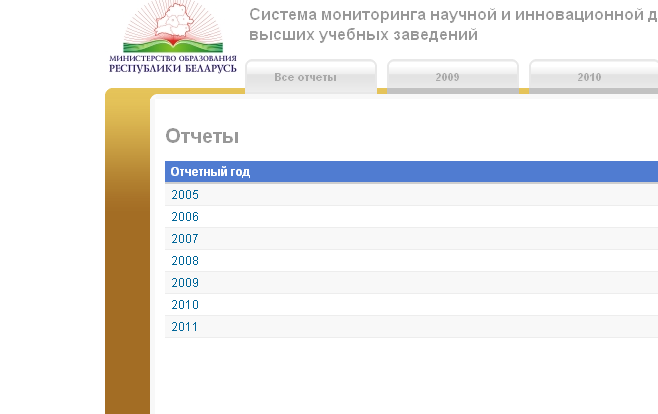 Система мониторинга научной и инновационной
высших учебных заведений
МИНИСТЕРСТВО ОБРАЗОВАНИЯ
РЕСПУБЛИКИ БЕЛАРУСЬ
Все отчеты 2009 2010
Отчеты
Отчетный год
2005
2006
2007
2008
2009
2010
2011